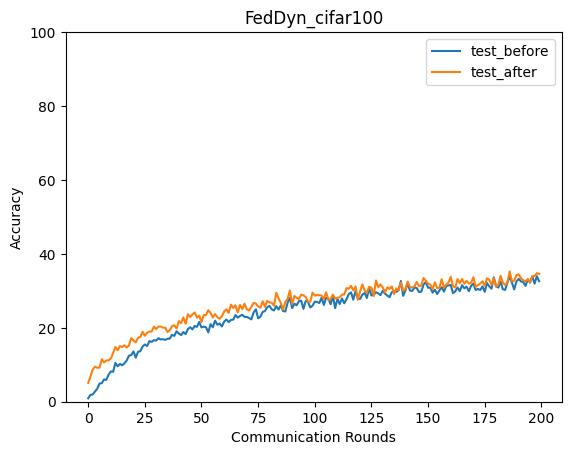 FedDyn_cifar100
test_before
test_after
100
80
60
40
20
0
Accuracy
0 25 50 75 100 125 150 175 200
Communication Rounds